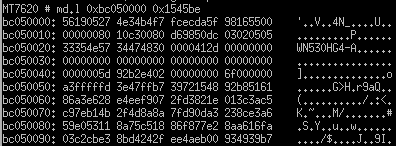 MT7620 # md.l 0xbc050000 0x1545be
bc050000: 56190527 4e34b4f7 fcecda5f 98165500    '..V..4N_....U..
bc050010: 00000080 10c30080 d69850dc 03020505    .........P......
bc050020: 33354e57 34474830 0000412d 00000000    WN530HG4-A......
bc050030: 00000000 00000000 00000000 00000000    ................
bc050040: 0000005d 92b2e402 00000000 6f000000    ]..............o
bc050050: a3fffffd 3e47ffb7 39721548 92b85161    ......G>H.r9aQ..
bc050060: 86a3e628 e4eef907 2fd3821e 013c3ac5    (........../.:<.
bc050070: c97eb14b 2f4d8a8a 7fd90da3 238ce3a6    K.~...M/.......#
bc050080: 59e05311 8a75c518 86f877e2 8aa616fa    .S.Y..u..w......
bc050090: 03c2cbe3 8bd4242f ee4aeb00 934939b7    ..../$....J..9I.